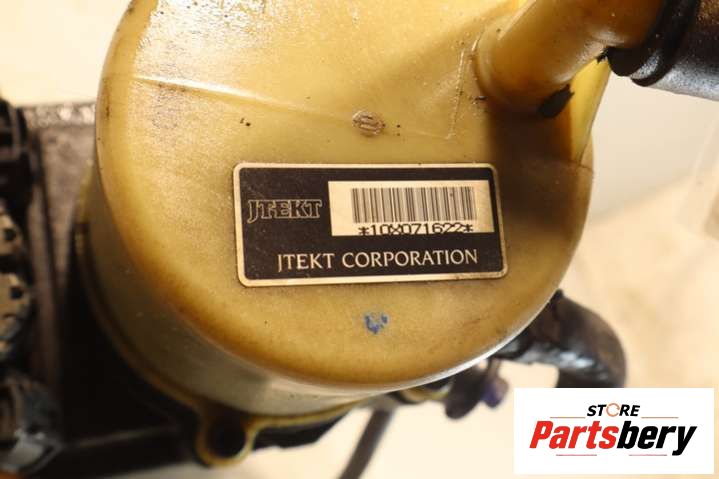 JTEKT
*10X071622*
JTEKT CORPORATION
STORE
Partsbery